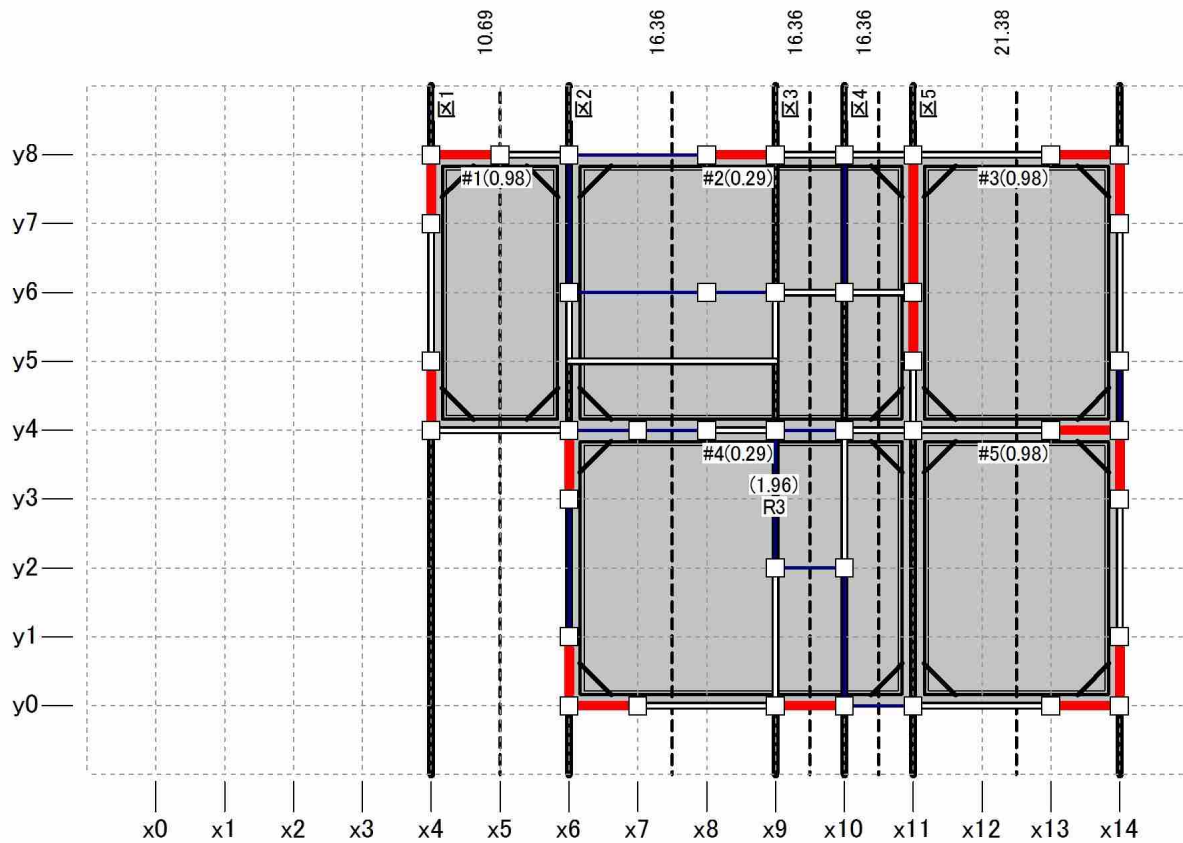 10.69
16.36
16.36
16.36
21.38
区1
区2
区3
区4
区5
y8
#1(0.98)
#2(0.29)
#3(0.98)
y7
y6
y5
y4
#4(0.29)
#5(0.98)
(1.96)
R3
y3
y2
y1
y0
x0
x1
x2
x3
x4
x5
x6
x7
x8
x9
x10
x11
x12
x13
x14